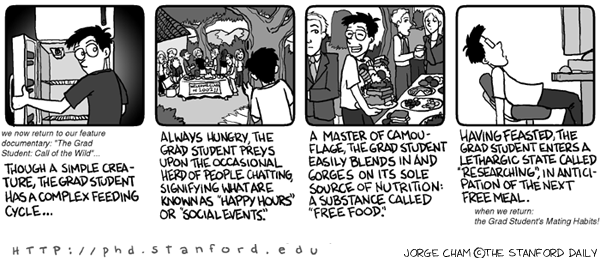 we now return to our feature
documentary: "The Grad
Student: Call of the Wild"...
THOUGH A SIMPLE CREA-
TURE, THE GRAD STUDENT
HAS A COMPLEX FEEDING
CYCLE...
ALWAYS HUNGRY, THE
GRAD STUDENT PREYS
UPON THE OCCASIONAL
HERD OF PEOPLE CHATTING,
SIGNIFYING WHAT ARE
KNOWN AS "HAPPY HOURS"
OR "SOCIAL EVENTS."
A MASTER OF CAMOU-
FLAGE, THE GRAD STUDENT
EASILY BLENDS IN AND
GORGES ON ITS SOLE
SOURCE OF NUTRITION:
A SUBSTANCE CALLED
"FREE FOOD."
HAVING FEASTED, THE
GRAD STUDENT ENTERS A
LETHARGIC STATE CALLED
"RESEARCHING", IN ANTICI-
PATION OF THE NEXT
FREE MEAL.
when we return:
the Grad Student's Mating Habits!
HTTP://phd.stanford.edu
JORGE CHAM ©THE STANFORD DAILY